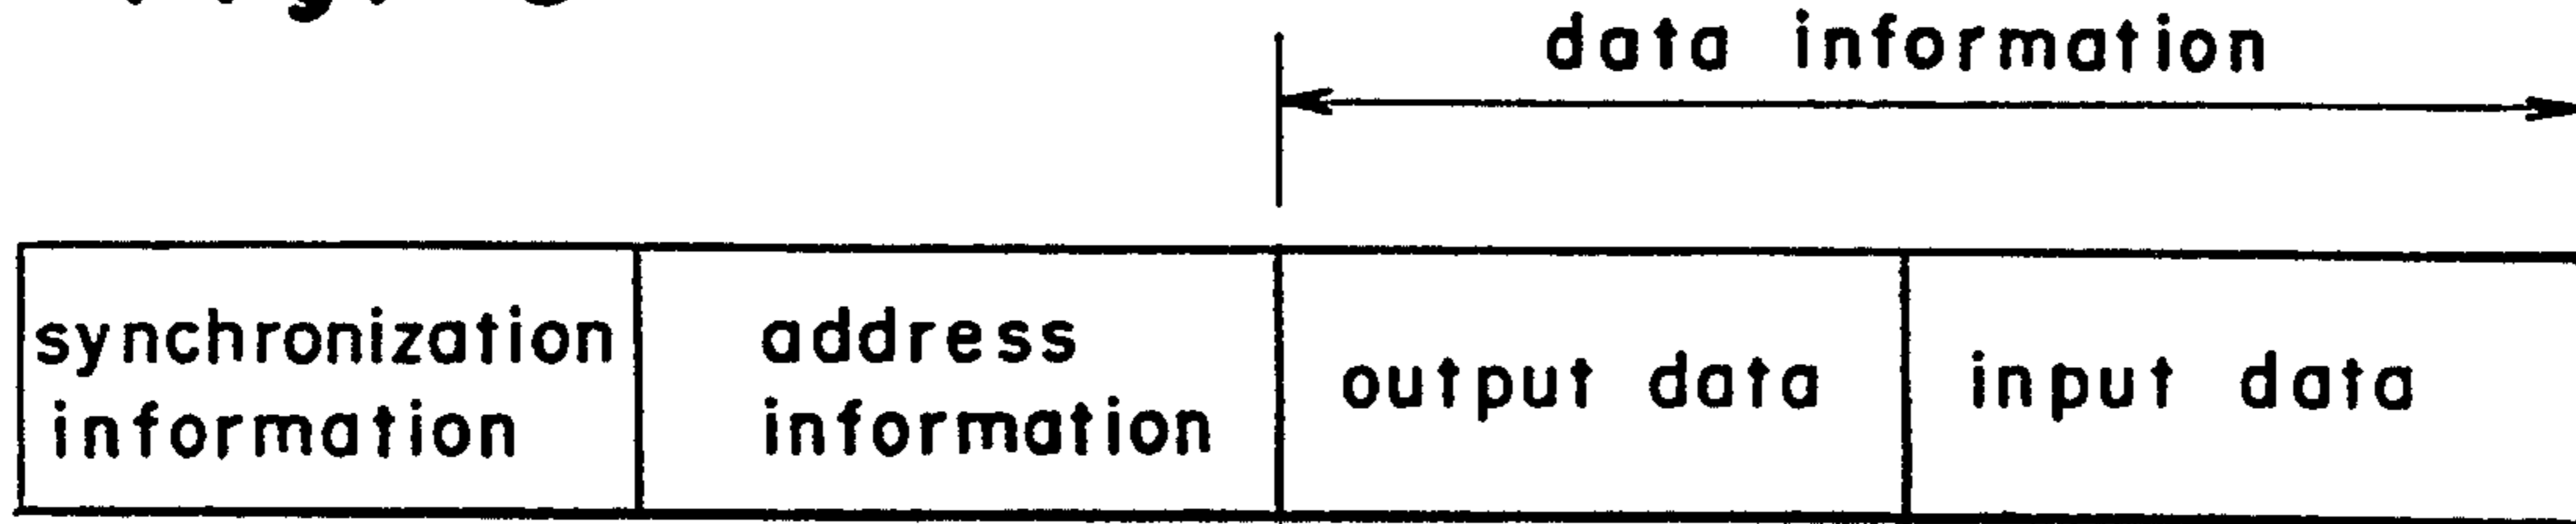 data information
synchronization
information
address
information
output data
input data